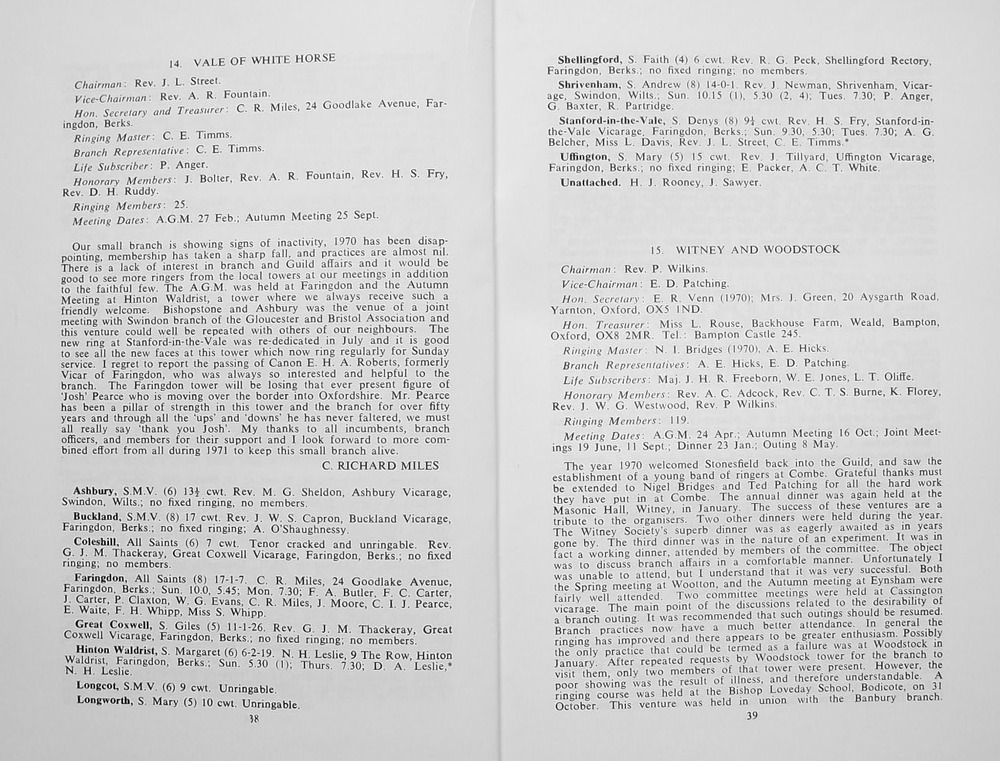 14. VALE OF WHITE HORSE
Chairman: Rev. J. L. Street.
Vice-Chairman: Rev. A. R. Fountain.
Hon. Secretary and Treasurer: C. R. Miles, 24 Goodlake Avenue, Far-
ingdon, Berks.
Ringing Master: C. E. Timms.
Branch Representative: C. E. Timms.
Life Subscriber: P. Anger.
Honorary Members: J. Bolter, Rev. A. R. Fountain, Rev. H. S. Fry,
Rev. D. H. Ruddy.
Ringing Members: 25.
Meeting Dates: A.G.M. 27 Feb.; Autumn Meeting 25 Sept.
Our small branch is showing signs of inactivity, 1970 has been disap-
pointing, membership has taken a sharp fall, and practices are almost nil.
There is a lack of interest in branch and Guild affairs and it would be
good to see more ringers from the local towers at our meetings in addition
to the faithful few. The A.G.M. was held at Faringdon and the Autumn
Meeting at Hinton Waldrist, a tower where we always receive such a
friendly welcome. Bishopstone and Ashbury was the venue of a joint
meeting with Swindon branch of the Gloucester and Bristol Association and
this venture could well be repeated with others of our neighbours. The
new ring at Stanford-in-the-Vale was re-dedicated in July and it is good
to see all the new faces at this tower which now ring regularly for Sunday
service. I regret to report the passing of Canon E. H. A. Roberts, formerly
Vicar of Faringdon, who was always so interested and helpful to the
branch. The Faringdon tower will be losing that ever present figure of
'Josh' Pearce who is moving over the border into Oxfordshire. Mr. Pearce
has been a pillar of strength in this tower and the branch for over fifty
years and through all the 'ups' and 'downs' he has never faltered, we must
all really say 'thank you Josh'. My thanks to all incumbents, branch
officers, and members for their support and I look forward to more com-
bined effort from all during 1971 to keep this small branch alive.
C. RICHARD MILES
Ashbury, S.M.V. (6) 13½ cwt. Rev. M. G. Sheldon, Ashbury Vicarage,
Swindon, Wilts.; no fixed ringing, no members.
Buckland, S.M.V. (8) 17 cwt. Rev. J. W. S. Capron, Buckland Vicarage,
Faringdon, Berks.; no fixed ringing; A. O'Shaughnessy.
Coleshill, All Saints (6) 7 cwt. Tenor cracked and unringable. Rev.
G. J. M. Thackeray, Great Coxwell Vicarage, Faringdon, Berks.; no fixed
ringing; no members.
Faringdon, All Saints (8) 17-1-7. C. R. Miles, 24 Goodlake Avenue,
Faringdon, Berks.; Sun. 10.0, 5.45; Mon. 7.30; F. A. Butler, F. C. Carter,
J. Carter, P. Claxton, W. G. Evans, C. R. Miles, J. Moore, C. I. J. Pearce,
E. Waite, F. H. Whipp, Miss S. Whipp.
Great Coxwell, S. Giles (5) 11-1-26, Rev. G. J. M. Thackeray, Great
Coxwell Vicarage, Faringdon, Berks.; no fixed ringing; no members.
Hinton Waldrist, S. Margaret (6) 6-2-19. N. H. Leslie, 9 The Row, Hinton
Waldrist, Faringdon, Berks.; Sun. 5.30 (1); Thurs. 7.30; D. A. Leslie,*
N. H. Leslie.
Longcot, S.M.V. (6) 9 cwt. Unringable.
Longworth, S. Mary (5) 10 cwt. Unringable.
38
Shellingford, S. Faith (4) 6 cwt. Rev. R. G. Peck, Shellingford Rectory,
Faringdon, Berks.; no fixed ringing; no members.
Shrivenham, S. Andrew (8) 14-0-1. Rev. J. Newman, Shrivenham, Vicar-
age, Swindon, Wilts.; Sun. 10.15 (1), 5.30 (2, 4); Tues. 7.30; P. Anger,
G. Baxter, R. Partridge.
Stanford-in-the-Vale, S. Denys (8) 9½ cwt. Rev. H. S. Fry, Stanford-in-
the-Vale Vicarage, Faringdon, Berks.; Sun. 9.30, 5.30; Tues. 7.30; A. G.
Belcher, Miss L. Davis, Rev. J. L. Street, C. E. Timms.*
Uffington, S. Mary (5) 15 cwt. Rev. J. Tillyard, Uffington Vicarage,
Faringdon, Berks.; no fixed ringing; E. Packer, A. C. T. White.
Unattached. H. J. Rooney, J. Sawyer.
15. WITNEY AND WOODSTOCK
Chairman: Rev. P. Wilkins.
Vice-Chairman: E. D. Patching.
Hon. Secretary: E. R. Venn (1970); Mrs. J. Green, 20 Aysgarth Road,
Yarnton, Oxford, OX5 1ND.
Hon. Treasurer: Miss L. Rouse, Backhouse Farm, Weald, Bampton,
Oxford, OX8 2MR. Tel.: Bampton Castle 245.
Ringing Master: N. J. Bridges (1970), A. E. Hicks.
Branch Representatives: A. E. Hicks, E. D. Patching.
Life Subscribers: Maj. J. H. R. Freeborn, W. E. Jones, L. T. Oliffe.
Honorary Members: Rev. A. C. Adcock, Rev. C. T. S. Burne, K. Florey,
Rev. J. W. G. Westwood, Rev. P Wilkins.
Ringing Members: 119.
Meeting Dates: A.G.M. 24 Apr.; Autumn Meeting 16 Oct.; Joint Meet-
ings 19 June, 11 Sept.; Dinner 23 Jan.; Outing 8 May.
The year 1970 welcomed Stonesfield back into the Guild, and saw the
establishment of a young band of ringers at Combe. Grateful thanks must
be extended to Nigel Bridges and Ted Patching for all the hard work
they have put in at Combe. The annual dinner was again held at the
Masonic Hall, Witney, in January. The success of these ventures are a
tribute to the organisers. Two other dinners were held during the year.
The Witney Society's superb dinner was as eagerly awaited as in years
gone by. The third dinner was in the nature of an experiment. It was in
fact a working dinner, attended by members of the committee. The object
was to discuss branch affairs in a comfortable manner. Unfortunately I
was unable to attend, but I understand that it was very successful. Both
the Spring meeting at Wootton, and the Autumn meeting at Eynsham were
fairly well attended. Two committee meetings were held at Cassington
vicarage. The main point of the discussions related to the desirability of
a branch outing. It was recommended that such outings should be resumed.
Branch practices now have a much better attendance. In general the
ringing has improved and there appears to be greater enthusiasm. Possibly
the only practice that could be termed as a failure was at Woodstock in
January. After repeated requests by Woodstock tower for the branch to
visit them, only two members of that tower were present. However, the
poor showing was the result of illness, and therefore understandable. A
ringing course was held at the Bishop Loveday School, Bodicote, on 31
October. This venture was held in union with the Banbury branch.
39